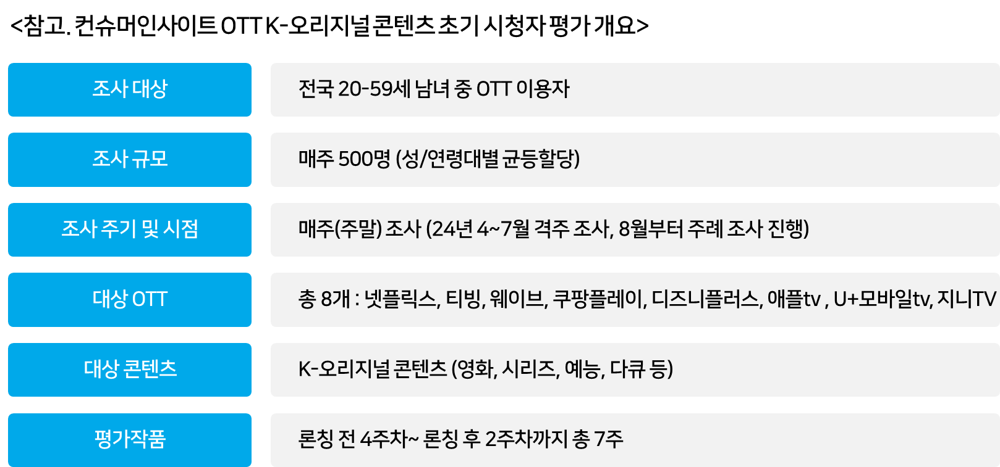 <참고. 컨슈머인사이트 OTT K-오리지널 콘텐츠 초기 시청자 평가 개요>
조사 대상
전국 20-59세 남녀 중 OTT 이용자
조사 규모
매주 500명 (성/연령대별 균등할당)
조사 주기 및 시점
매주(주말) 조사 (24년 4~7월 격주 조사, 8월부터 주례 조사 진행)
대상 OTT
총 8개 : 넷플릭스, 티빙, 웨이브, 쿠팡플레이, 디즈니플러스, 애플tv , U+모바일tv, 지니TV
대상 콘텐츠
K-오리지널 콘텐츠 (영화, 시리즈, 예능, 다큐 등)
평가작품
론칭 전 4주차~ 론칭 후 2주차까지 총 7주